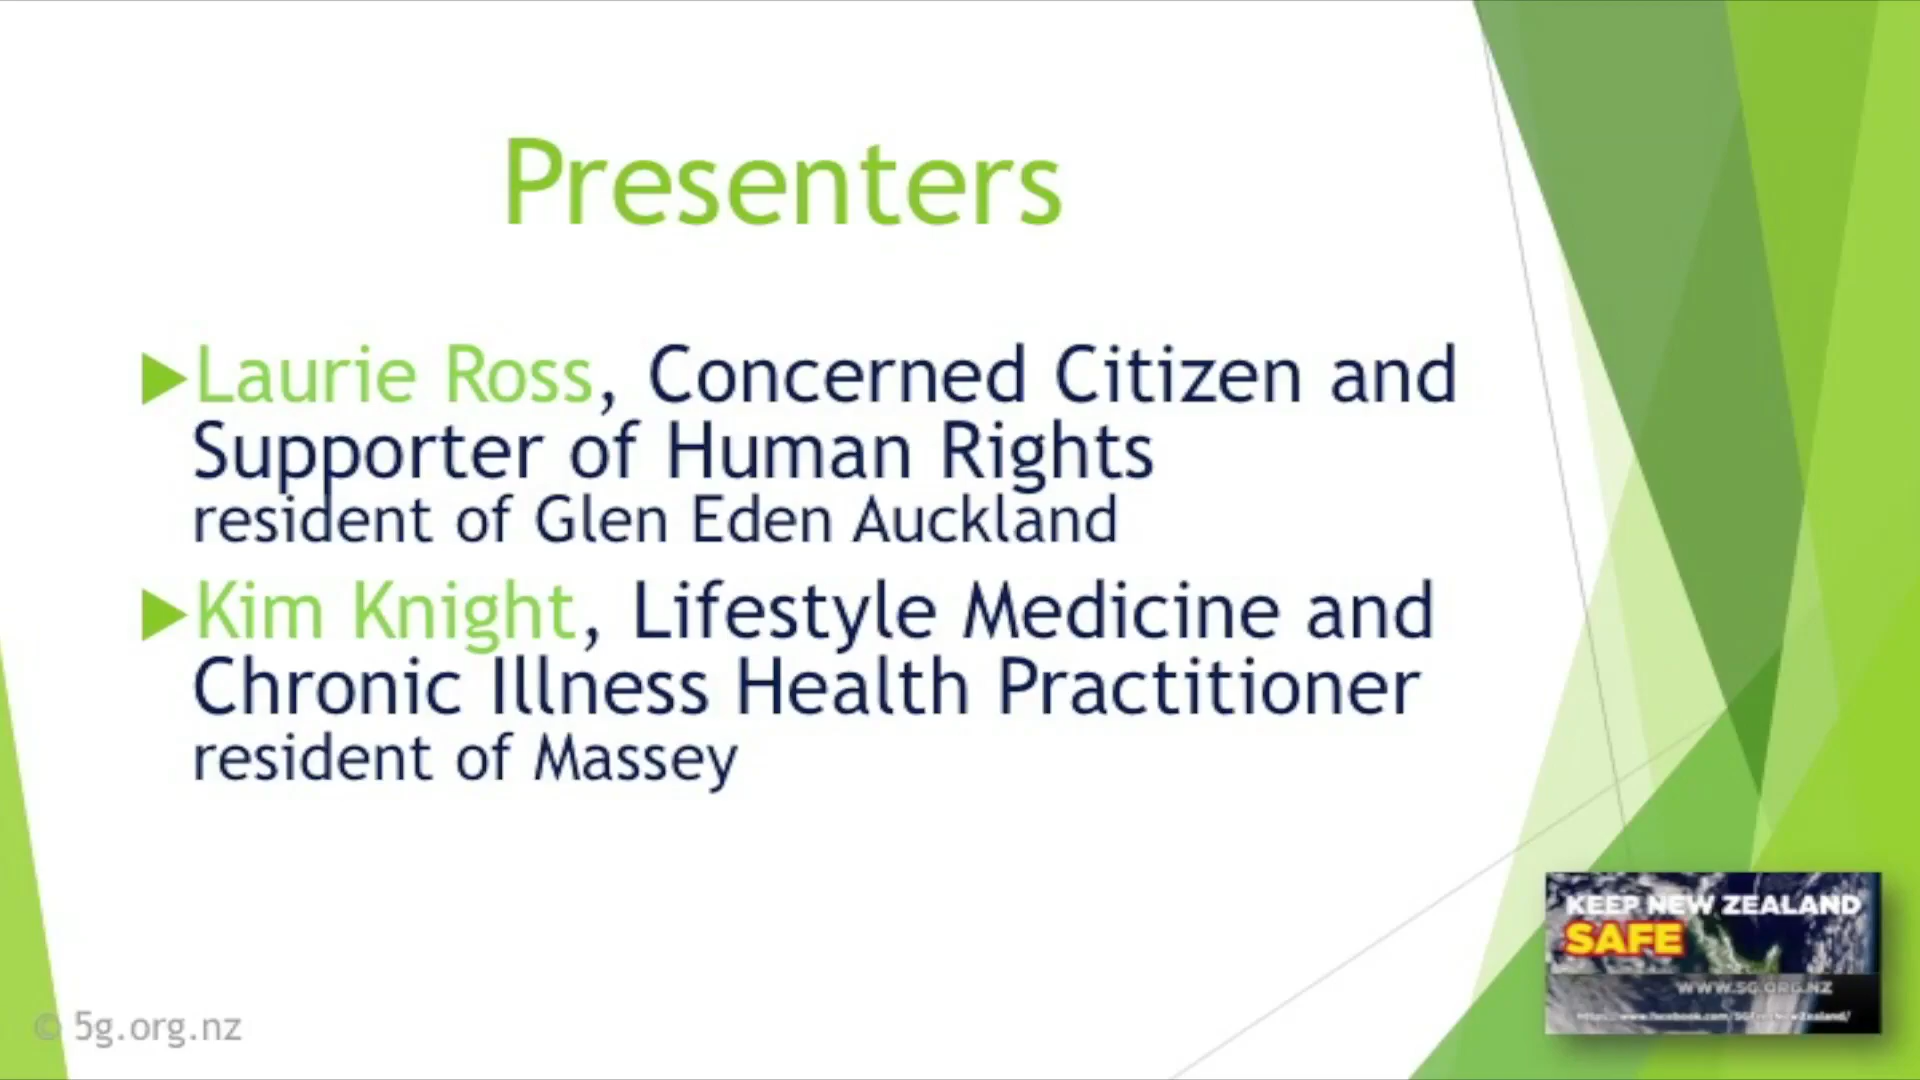 Presenters
Laurie Ross, Concerned Citizen and
Supporter of Human Rights
resident of Glen Eden Auckland
Kim Knight, Lifestyle Medicine and
Chronic Illness Health Practitioner
resident of Massey
KEEP NEW ZEALAND
SAFE
WWW.5G.ORG.NZ
© 5g.org.nz